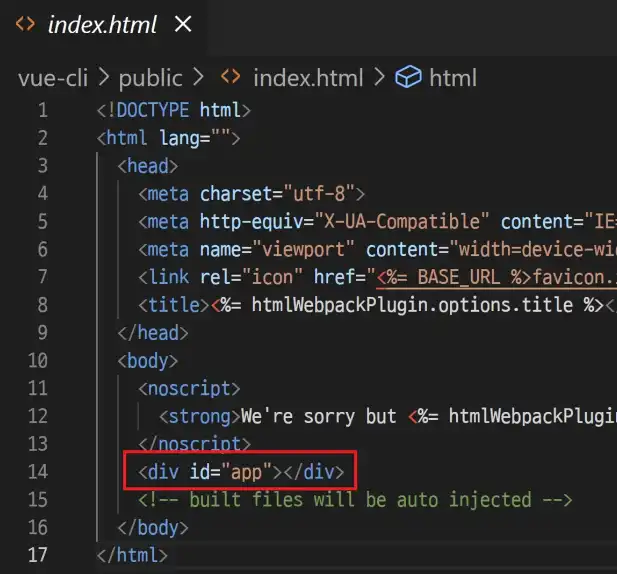 index.html
vue-cli > public > index.html > html
1 <!DOCTYPE html>
2 <html lang="">
3 <head>
4 <meta charset="utf-8">
5 <meta http-equiv="X-UA-Compatible" content="IE=
6 <meta name="viewport" content="width=device-wi
7 <link rel="icon" href="<%= BASE_URL %>favicon.
8 <title><%= htmlWebpackPlugin.options.title %></
9 </head>
10 <body>
11 <noscript>
12 <strong>We're sorry but <%= htmlWebpackPlugi
13 </noscript>
14 <div id="app"></div>
15 <!-- built files will be auto injected -->
16 </body>
17 </html>